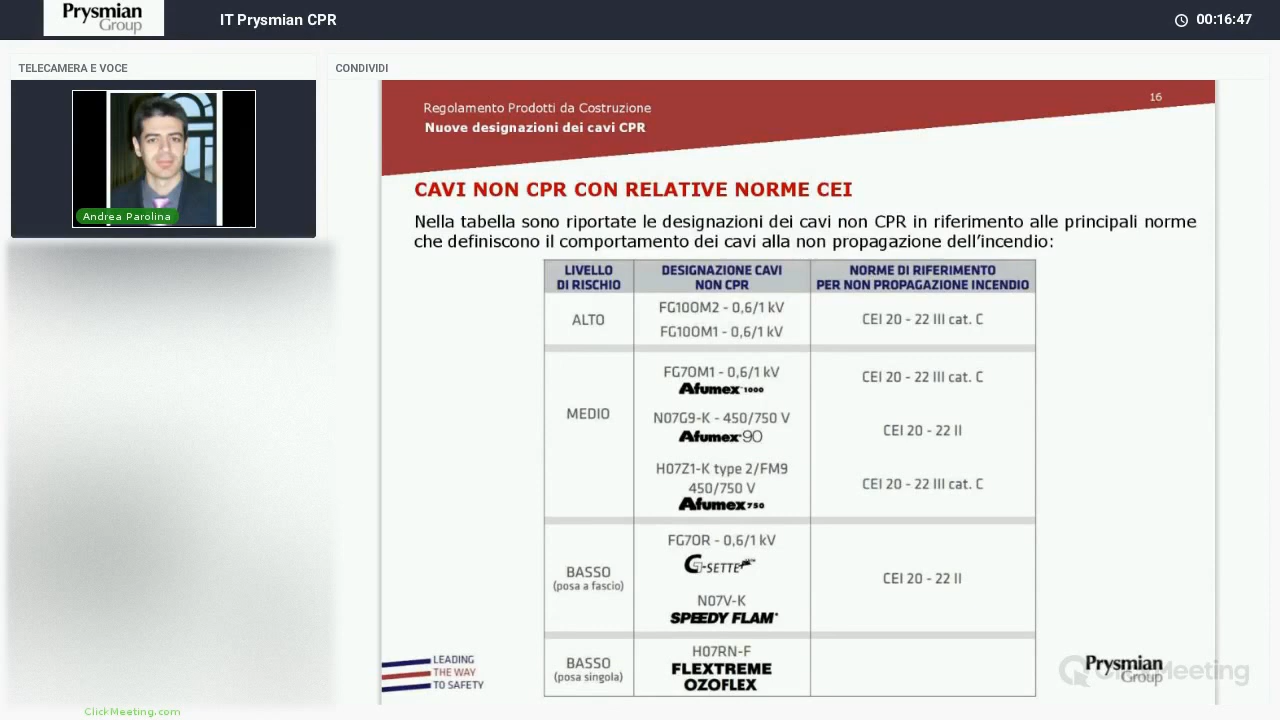 Prysmian
Group
IT Prysmian CPR
00:16:47
TELECAMERA E VOCE
CONDIVIDI
Andrea Parolina
Regolamento Prodotti da Costruzione
16
Nuove designazioni dei cavi CPR
CAVI NON CPR CON RELATIVE NORME CEI
Nella tabella sono riportate le designazioni dei cavi non CPR in riferimento alle principali norme
che definiscono il comportamento dei cavi alla non propagazione dell'incendio:
LIVELLO
DI RISCHIO
DESIGNAZIONE CAVI
NON CPR
NORME DI RIFERIMENTO
PER NON PROPAGAZIONE INCENDIO
ALTO
FG10OM2 - 0,6/1 kV
FG10OM1 - 0,6/1 kV
CEI 20 - 22 III cat. C
MEDIO
FG7OM1 - 0,6/1 kV
Afumex 1000
CEI 20 - 22 III cat. C
N07G9-K - 450/750 V
Afumex 90
CEI 20 - 22 II
H07Z1-K type 2/FM9
450/750 V
Afumex 750
CEI 20 - 22 III cat. C
BASSO
(posa a fascio)
FG7OR - 0,6/1 kV
G-SETTE
N07V-K
SPEEDY FLAM
CEI 20 - 22 II
BASSO
(posa singola)
H07RN-F
FLEXTREME
OZOFLEX
LEADING
THE WAY
TO SAFETY
Prysmian
Group
ClickMeeting
ClickMeeting.com